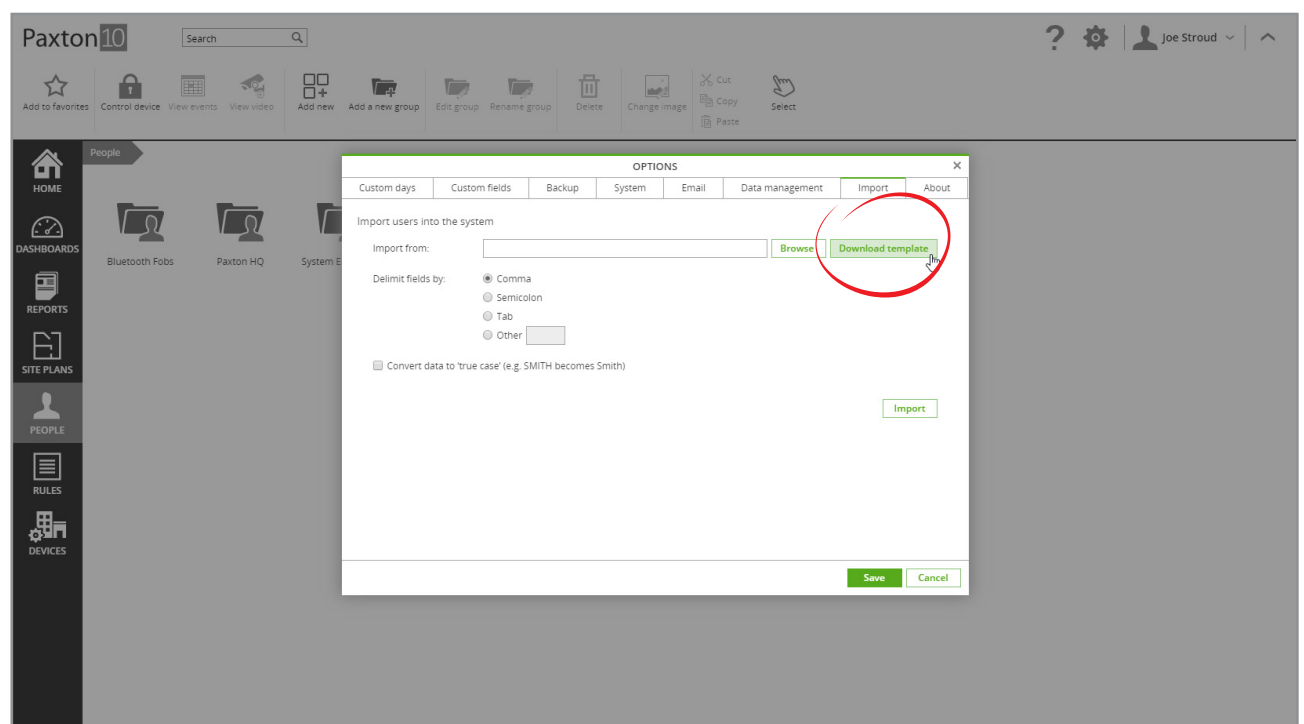 Paxton10
Search
? Joe Stroud
Add to favorites Control device View events View video Add new Add a new group Edit group Rename group Delete Change image Cut Copy Paste Select
HOME
DASHBOARDS
REPORTS
SITE PLANS
PEOPLE
RULES
DEVICES
People
Bluetooth Fobs Paxton HQ System E
OPTIONS ×
Custom days Custom fields Backup System Email Data management Import About
Import users into the system
Import from: Browse Download template
Delimit fields by: Comma
Semicolon
Tab
Other
Convert data to 'true case' (e.g. SMITH becomes Smith)
Import
Save Cancel